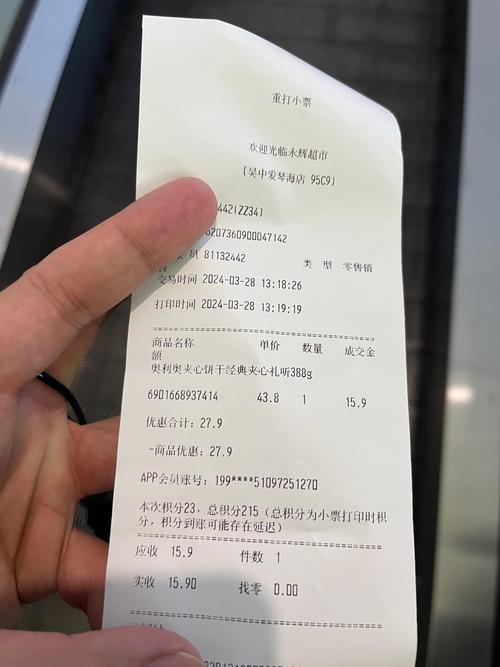 重打小票
欢迎光临永辉超市
(吴中爱琴海店 95C9)
442(ZZ34)
207360900047142
员 81132442 类 型 零售销
交易时间 2024-03-28 13:18:26
打印时间 2024-03-28 13:19:19
商品名称 单价 数量 成交金
额
奥利奥夹心饼干经典夹心礼听388g
6901668937414 43.8 1 15.9
优惠合计：27.9
-商品优惠：27.9
APP会员账号：199****51097251270
本次积分23，总积分215（总积分为小票打印时积
分，积分到账可能存在延迟）
应收 15.9 件数 1
实收 15.90 找零 0.00